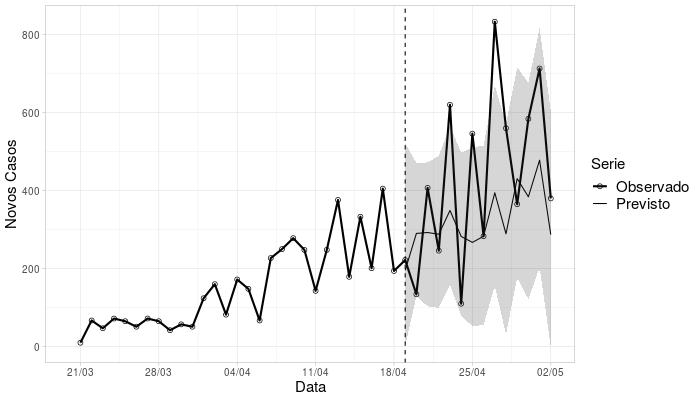 800
600
400
200
0
Novos Casos
21/03
28/03
04/04
11/04
18/04
25/04
02/05
Data
Serie
Observado
Previsto